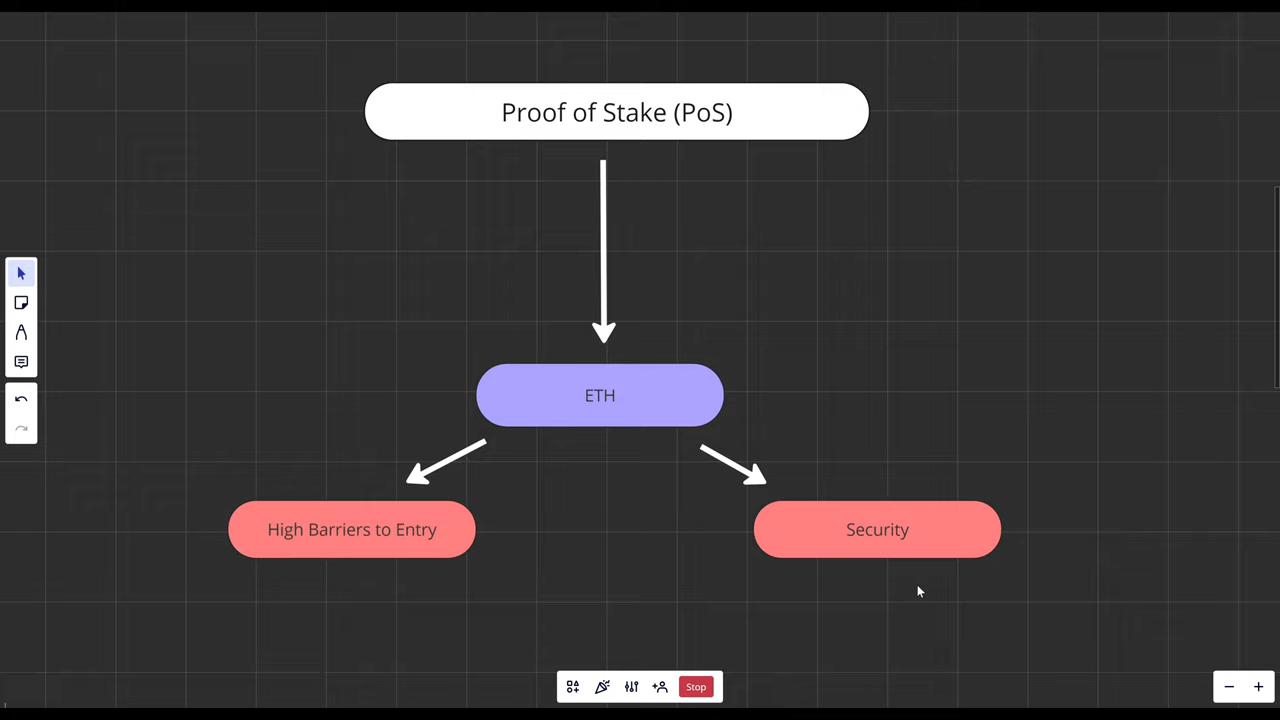 Proof of Stake (PoS)
ETH
High Barriers to Entry
Security
Stop